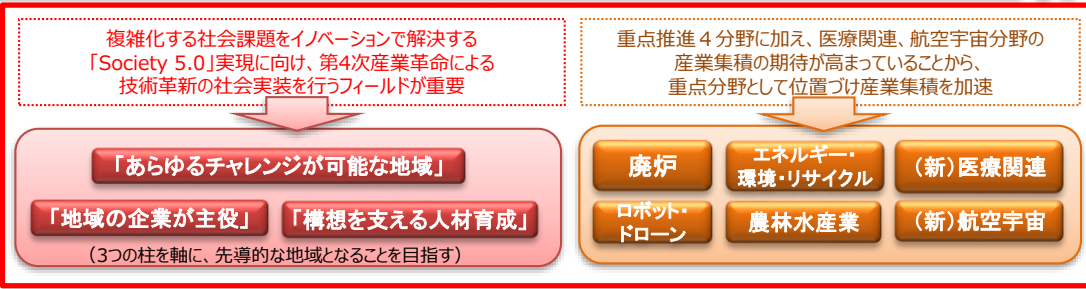 複雑化する社会課題をイノベーションで解決する
「Society 5.0」実現に向け、第4次産業革命による
技術革新の社会実装を行うフィールドが重要
「あらゆるチャレンジが可能な地域」
「地域の企業が主役」
「構想を支える人材育成」
（3つの柱を軸に、先導的な地域となることを目指す）
重点推進４分野に加え、医療関連、航空宇宙分野の
産業集積の期待が高まっていることから、
重点分野として位置づけ産業集積を加速
廃炉
エネルギー・
環境・リサイクル
（新）医療関連
ロボット・
ドローン
農林水産業
（新）航空宇宙